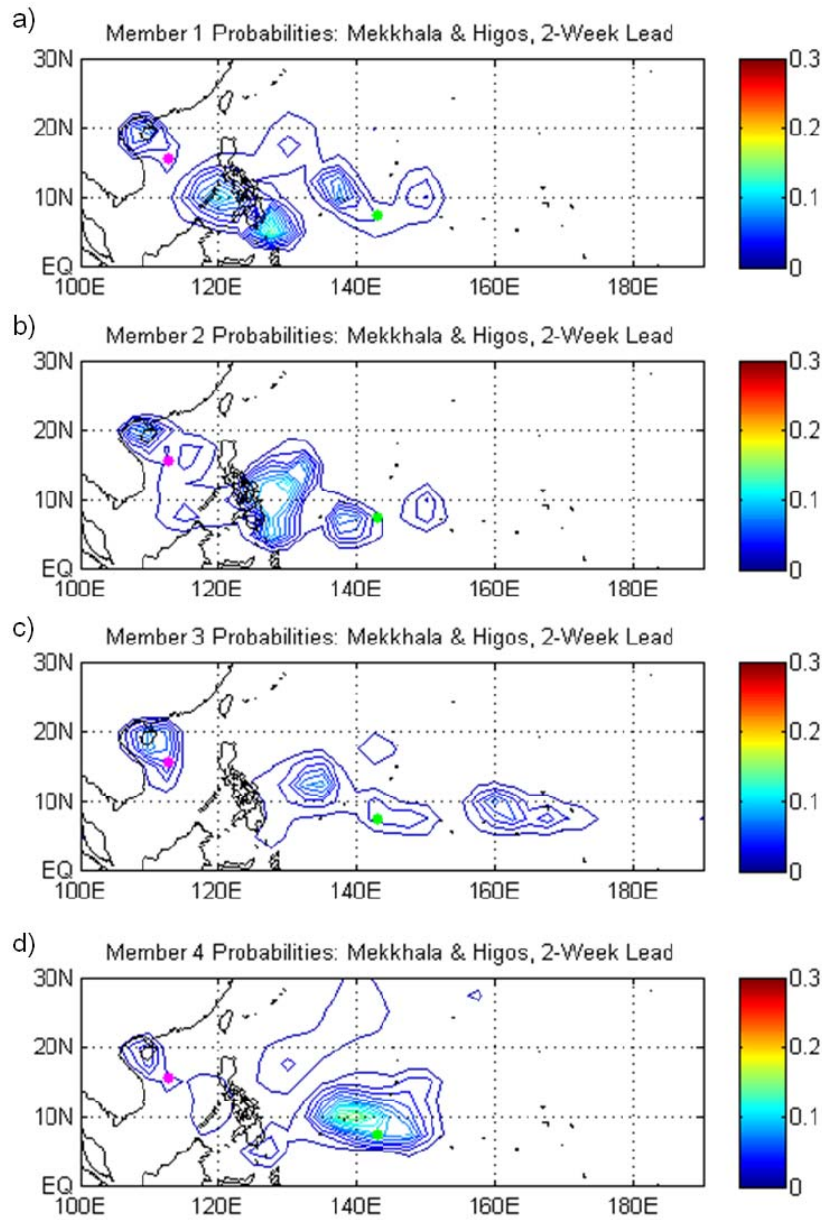 a)
Member 1 Probabilities: Mekkhala & Higos, 2-Week Lead
30N
20N
10N
EQ
100E 120E 140E 160E 180E
0.3
0.2
0.1
0
b)
Member 2 Probabilities: Mekkhala & Higos, 2-Week Lead
30N
20N
10N
EQ
100E 120E 140E 160E 180E
0.3
0.2
0.1
0
c)
Member 3 Probabilities: Mekkhala & Higos, 2-Week Lead
30N
20N
10N
EQ
100E 120E 140E 160E 180E
0.3
0.2
0.1
0
d)
Member 4 Probabilities: Mekkhala & Higos, 2-Week Lead
30N
20N
10N
EQ
100E 120E 140E 160E 180E
0.3
0.2
0.1
0